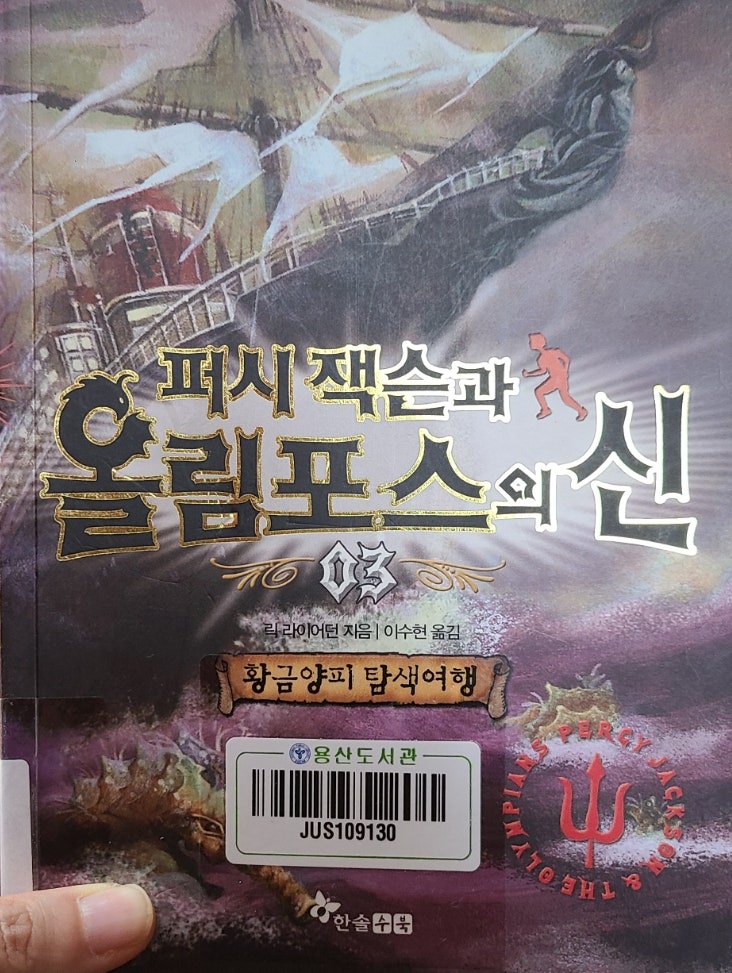 퍼시 잭슨과
올림포스의 신
03
릭 라이어던 지음 | 이수현 옮김
황금양피 탐색여행
용산도서관
JUS109130
PERCY JACKSON & THE OLYMPIANS
한솔수북